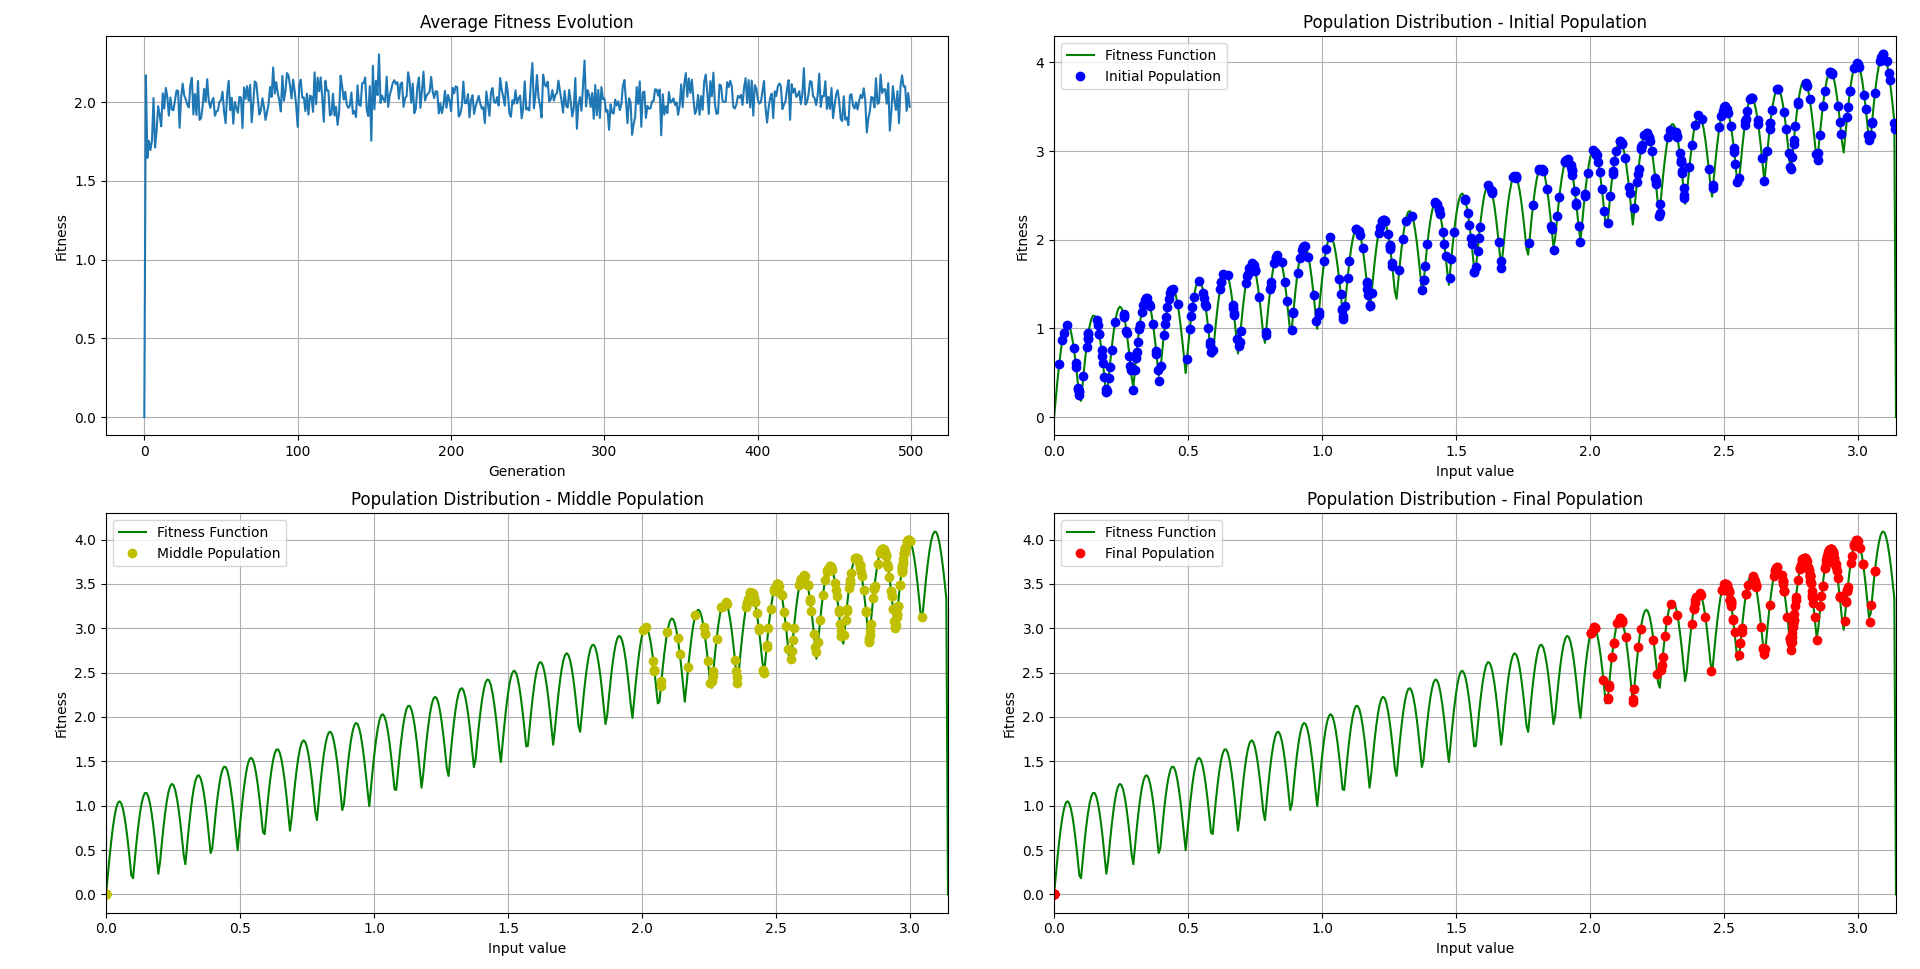 Average Fitness Evolution
Fitness
2.0
1.5
1.0
0.5
0.0
0 100 200 300 400 500
Generation
Population Distribution - Initial Population
Fitness Function
Initial Population
Fitness
4
3
2
1
0
0.0 0.5 1.0 1.5 2.0 2.5 3.0
Input value
Population Distribution - Middle Population
Fitness Function
Middle Population
Fitness
4.0
3.5
3.0
2.5
2.0
1.5
1.0
0.5
0.0
0.0 0.5 1.0 1.5 2.0 2.5 3.0
Input value
Population Distribution - Final Population
Fitness Function
Final Population
Fitness
4.0
3.5
3.0
2.5
2.0
1.5
1.0
0.5
0.0
0.0 0.5 1.0 1.5 2.0 2.5 3.0
Input value